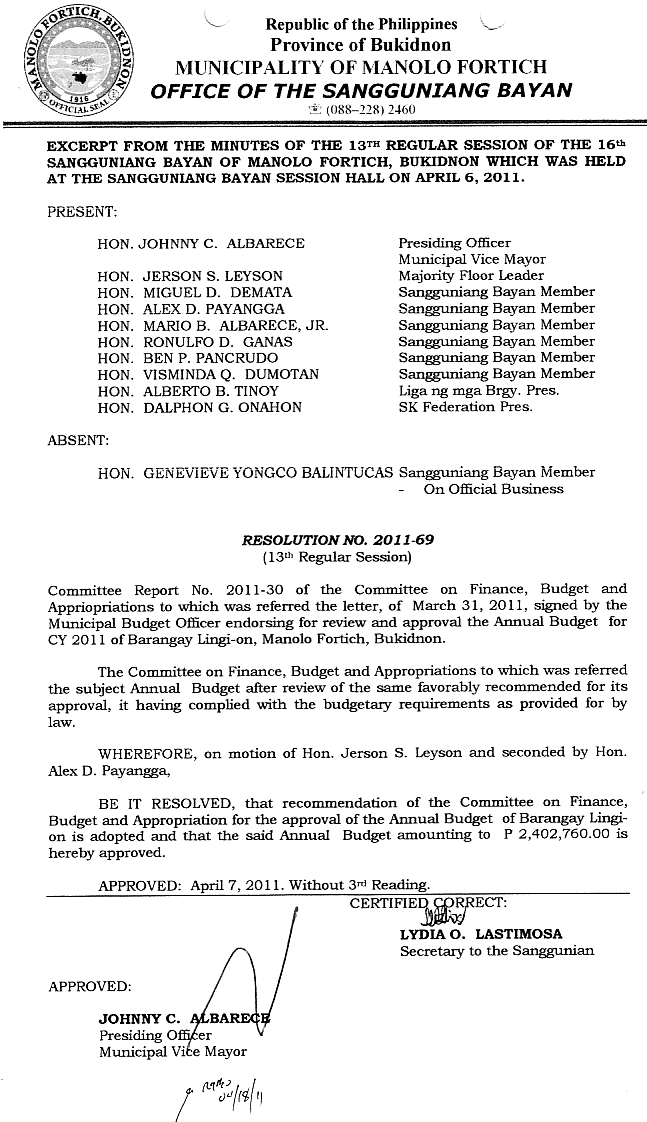 MANOLO FORTICH, BUKIDNON
1916
OFFICIAL SEAL
Republic of the Philippines
Province of Bukidnon
MUNICIPALITY OF MANOLO FORTICH
OFFICE OF THE SANGGUNIANG BAYAN
☏ (088–228) 2460
EXCERPT FROM THE MINUTES OF THE 13TH REGULAR SESSION OF THE 16th
SANGGUNIANG BAYAN OF MANOLO FORTICH, BUKIDNON WHICH WAS HELD
AT THE SANGGUNIANG BAYAN SESSION HALL ON APRIL 6, 2011.
PRESENT:
HON. JOHNNY C. ALBARECE Presiding Officer
Municipal Vice Mayor
HON. JERSON S. LEYSON Majority Floor Leader
HON. MIGUEL D. DEMATA Sangguniang Bayan Member
HON. ALEX D. PAYANGGA Sangguniang Bayan Member
HON. MARIO B. ALBARECE, JR. Sangguniang Bayan Member
HON. RONULFO D. GANAS Sangguniang Bayan Member
HON. BEN P. PANCRUDO Sangguniang Bayan Member
HON. VISMINDA Q. DUMOTAN Sangguniang Bayan Member
HON. ALBERTO B. TINOY Liga ng mga Brgy. Pres.
HON. DALPHON G. ONAHON SK Federation Pres.
ABSENT:
HON. GENEVIEVE YONGCO BALINTUCAS Sangguniang Bayan Member
- On Official Business
RESOLUTION NO. 2011-69
(13th Regular Session)
Committee Report No. 2011-30 of the Committee on Finance, Budget and
Appriopriations to which was referred the letter, of March 31, 2011, signed by the
Municipal Budget Officer endorsing for review and approval the Annual Budget for
CY 2011 of Barangay Lingi-on, Manolo Fortich, Bukidnon.
The Committee on Finance, Budget and Appropriations to which was referred
the subject Annual Budget after review of the same favorably recommended for its
approval, it having complied with the budgetary requirements as provided for by
law.
WHEREFORE, on motion of Hon. Jerson S. Leyson and seconded by Hon.
Alex D. Payangga,
BE IT RESOLVED, that recommendation of the Committee on Finance,
Budget and Appropriation for the approval of the Annual Budget of Barangay Lingi-
on is adopted and that the said Annual Budget amounting to P 2,402,760.00 is
hereby approved.
APPROVED: April 7, 2011. Without 3rd Reading.
CERTIFIED CORRECT:
LYDIA O. LASTIMOSA
Secretary to the Sanggunian
APPROVED:
JOHNNY C. ALBARECE
Presiding Officer
Municipal Vice Mayor
04/18/11